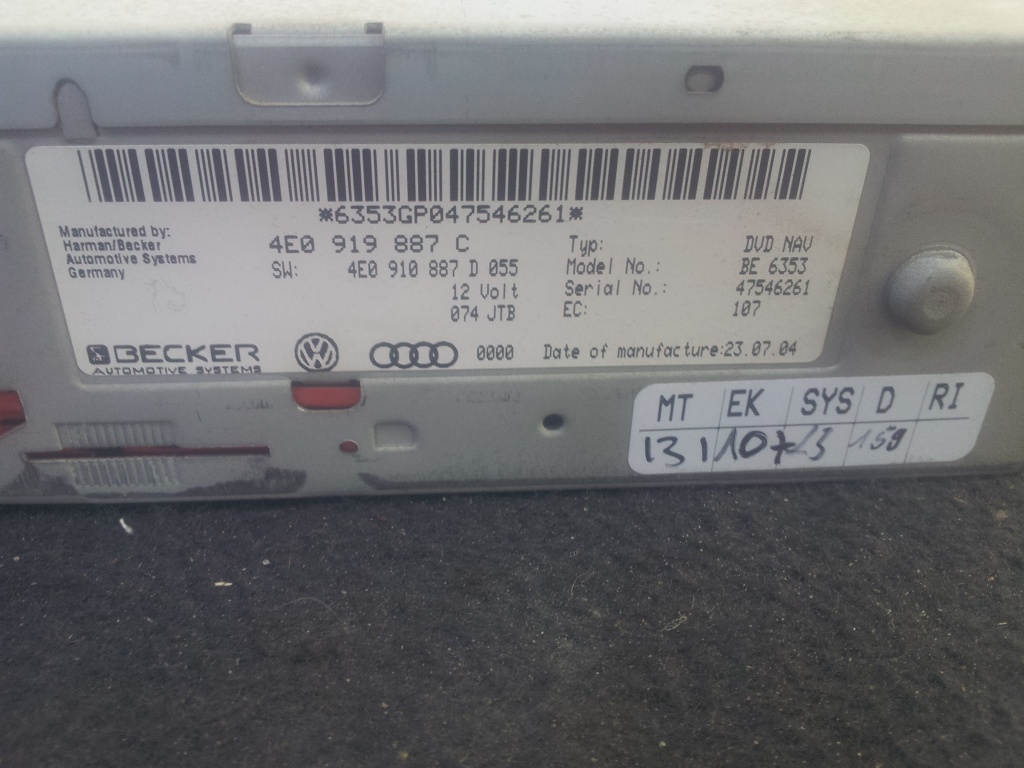 *6353GP047546261*
Manufactured by:
Harman/Becker
Automotive Systems
Germany
4E0 919 887 C
SW: 4E0 910 887 D 055
12 Volt
074 JTB
Typ: DVD NAV
Model No.: BE 6353
Serial No.: 47546261
EC: 107
BECKER
AUTOMOTIVE SYSTEMS
0000 Date of manufacture:23.07.04
MT EK SYS D RI
13 110 159